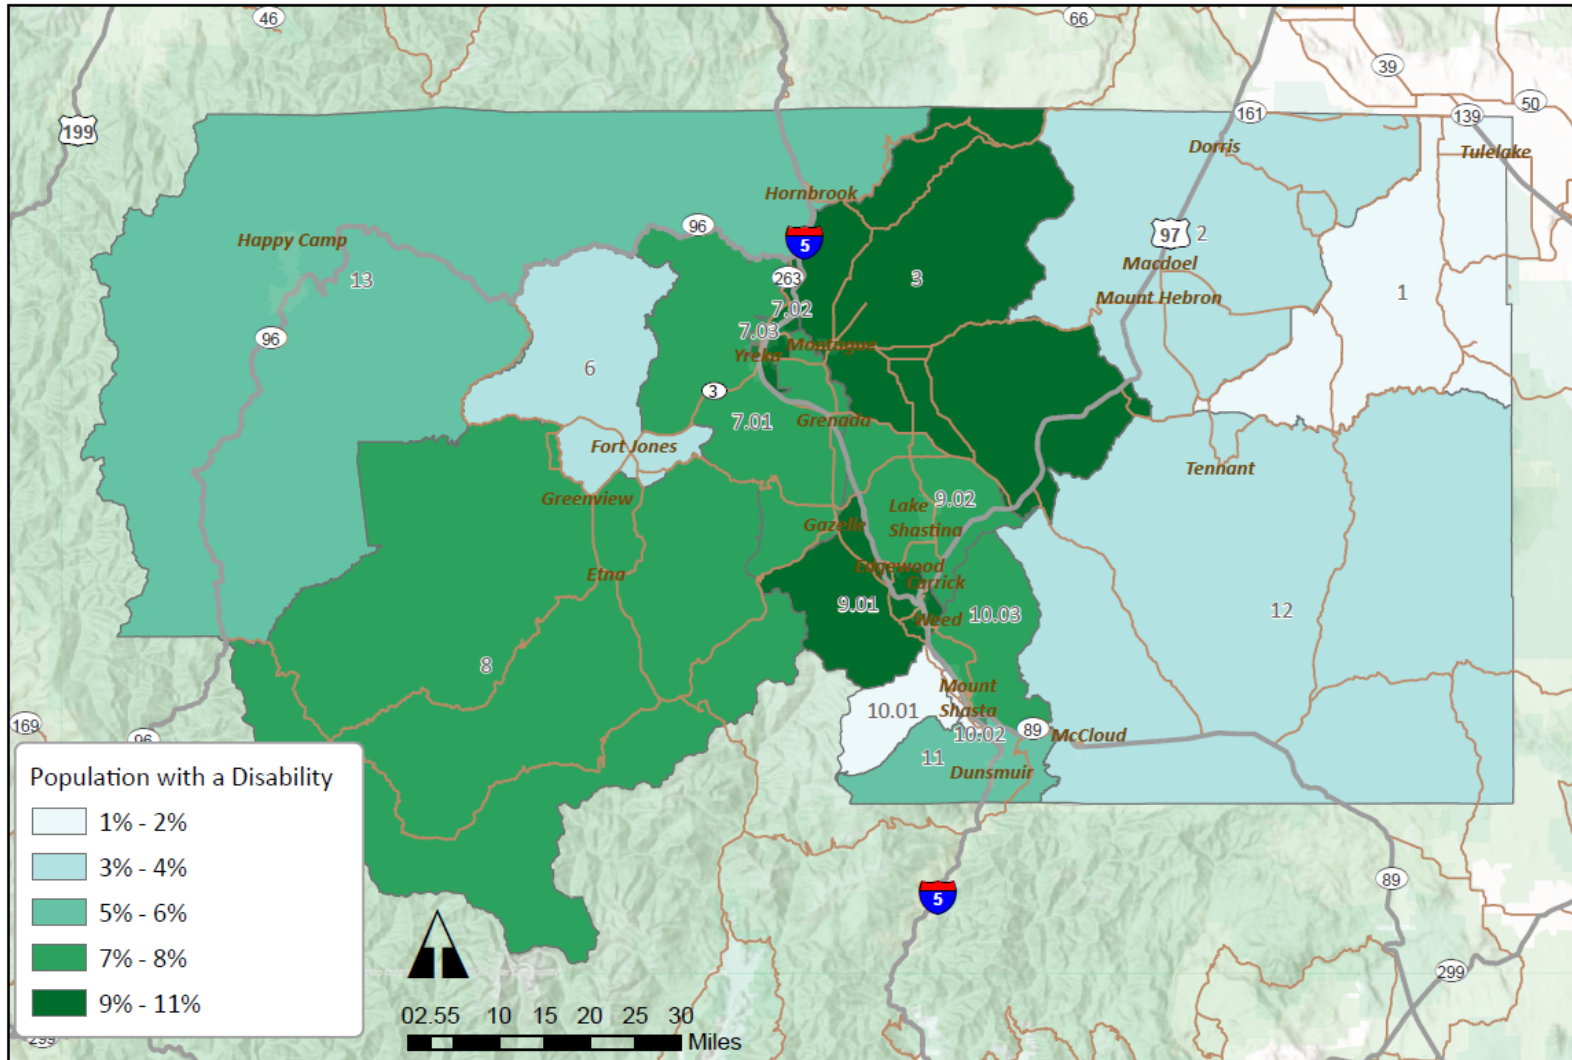 46
66
39
50
199
161
139
Dorris
Tulelake
Hornbrook
96
5
97
2
Happy Camp
13
263
3
Macdoel
Mount Hebron
1
7.02
7.03
Montague
Yreka
96
6
3
7.01
Grenada
Fort Jones
Tennant
Greenview
9.02
Lake
Shastina
Gazelle
Edgewood
Etna
Carrick
9.01
Weed
10.03
12
8
Mount
Shasta
10.01
10.02
89
McCloud
11
Dunsmuir
169
96
Population with a Disability
1% - 2%
3% - 4%
5% - 6%
7% - 8%
9% - 11%
5
89
299
299
02.55 10 15 20 25 30
Miles